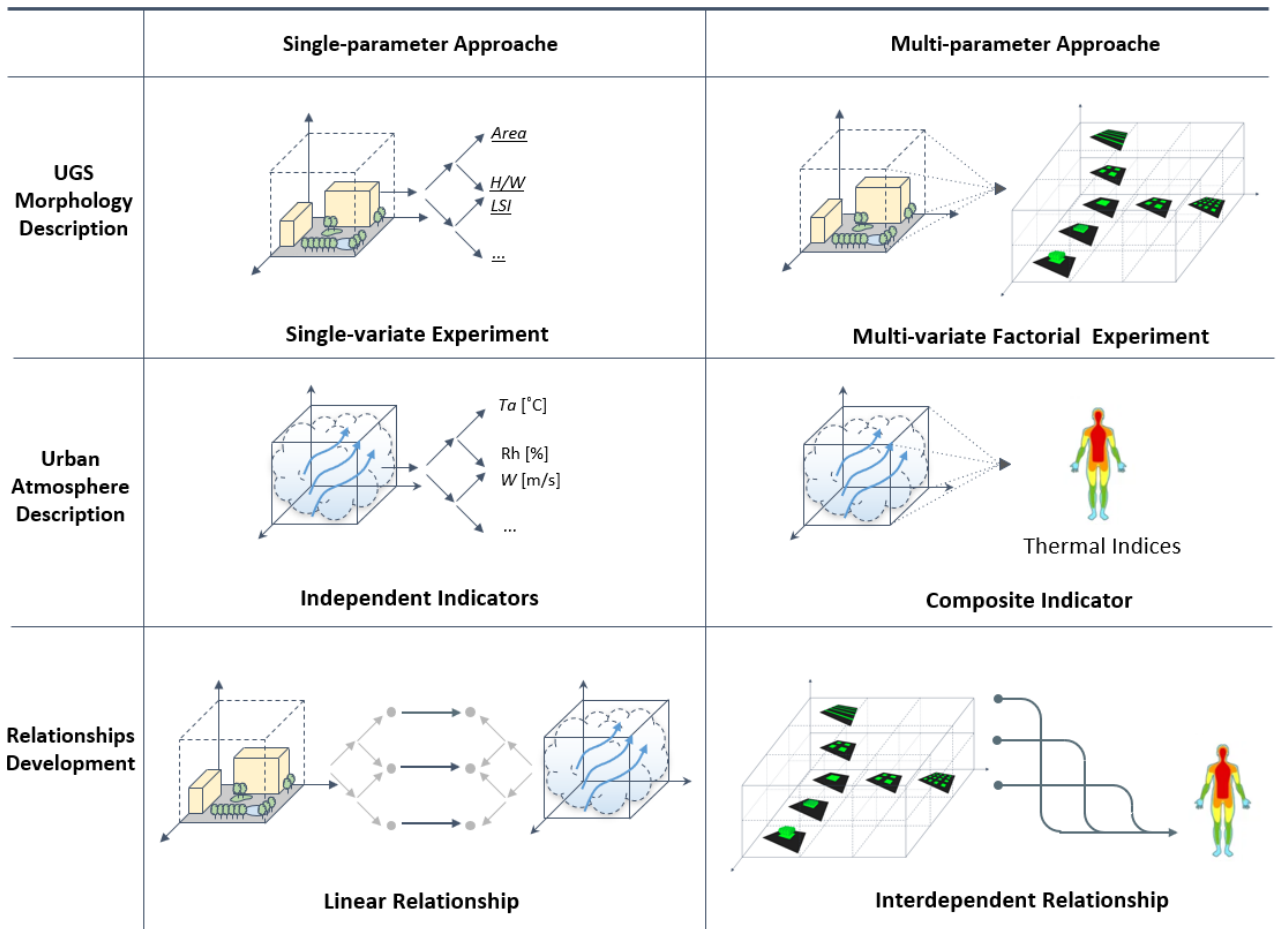 Single-parameter Approache
Multi-parameter Approache
UGS
Morphology
Description
Area
H/W
LSI
...
Single-variate Experiment
Multi-variate Factorial Experiment
Urban
Atmosphere
Description
Ta [˚C]
Rh [%]
W [m/s]
...
Independent Indicators
Thermal Indices
Composite Indicator
Relationships
Development
Linear Relationship
Interdependent Relationship